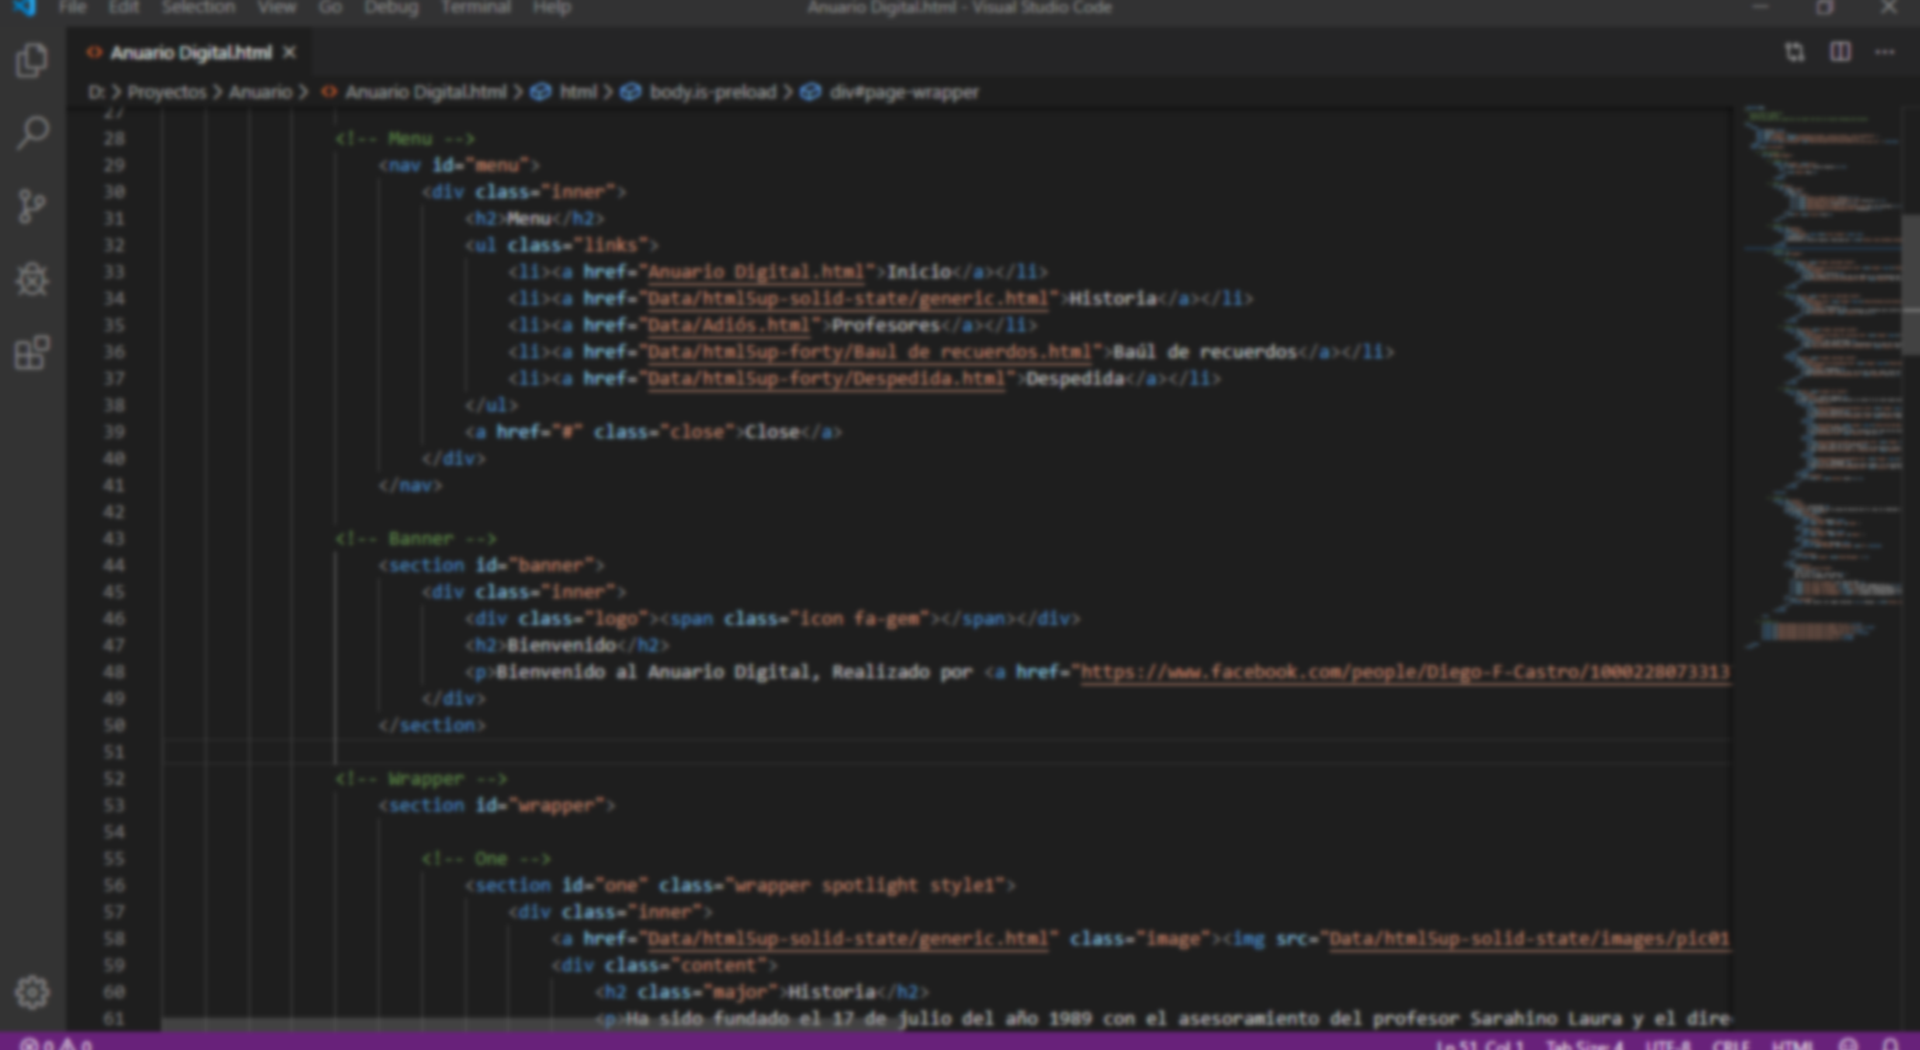 File Edit Selection View Go Debug Terminal Help Anuario Digital.html - Visual Studio Code
Anuario Digital.html
D: > Proyectos > Anuario > Anuario Digital.html > html > body.is-preload > div#page-wrapper
27
28 <!-- Menu -->
29 <nav id="menu">
30 <div class="inner">
31 <h2>Menu</h2>
32 <ul class="links">
33 <li><a href="Anuario Digital.html">Inicio</a></li>
34 <li><a href="Data/html5up-solid-state/generic.html">Historia</a></li>
35 <li><a href="Data/Adiós.html">Profesores</a></li>
36 <li><a href="Data/html5up-forty/Baul de recuerdos.html">Baúl de recuerdos</a></li>
37 <li><a href="Data/html5up-forty/Despedida.html">Despedida</a></li>
38 </ul>
39 <a href="#" class="close">Close</a>
40 </div>
41 </nav>
42
43 <!-- Banner -->
44 <section id="banner">
45 <div class="inner">
46 <div class="logo"><span class="icon fa-gem"></span></div>
47 <h2>Bienvenido</h2>
48 <p>Bienvenido al Anuario Digital, Realizado por <a href="https://www.facebook.com/people/Diego-F-Castro/1000228073313
49 </div>
50 </section>
51
52 <!-- Wrapper -->
53 <section id="wrapper">
54
55 <!-- One -->
56 <section id="one" class="wrapper spotlight style1">
57 <div class="inner">
58 <a href="Data/html5up-solid-state/generic.html" class="image"><img src="Data/html5up-solid-state/images/pic01
59 <div class="content">
60 <h2 class="major">Historia</h2>
61 <p>Ha sido fundado el 17 de julio del año 1989 con el asesoramiento del profesor Sarahino Laura y el dire
0 0 Ln 51, Col 1 Tab Size: 4 UTF-8 CRLF HTML